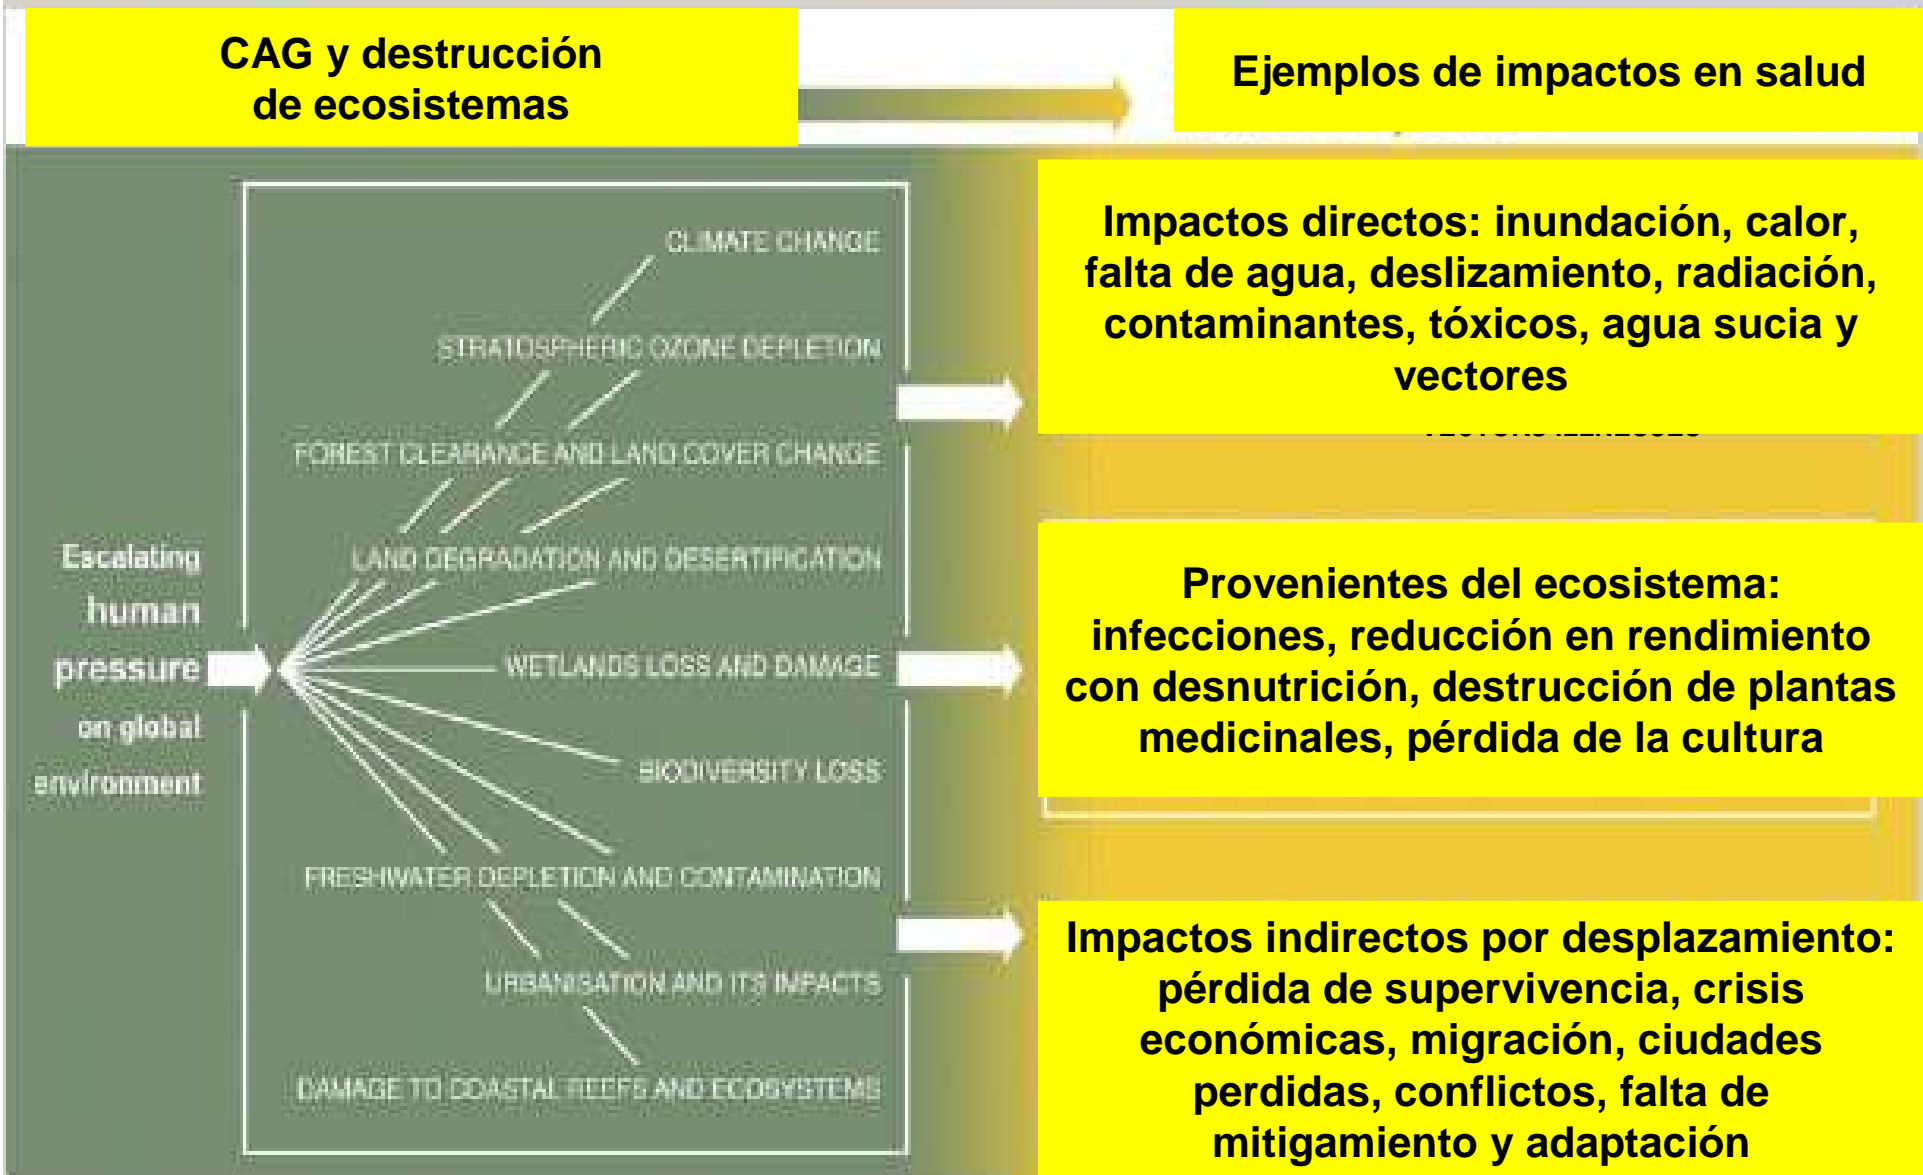 CAG y destrucción
de ecosistemas
Ejemplos de impactos en salud
Escalating
human
pressure
on global
environment
CLIMATE CHANGE
STRATOSPHERIC OZONE DEPLETION
FOREST CLEARANCE AND LAND COVER CHANGE
LAND DEGRADATION AND DESERTIFICATION
WETLANDS LOSS AND DAMAGE
BIODIVERSITY LOSS
FRESHWATER DEPLETION AND CONTAMINATION
URBANISATION AND ITS IMPACTS
DAMAGE TO COASTAL REEFS AND ECOSYSTEMS
Impactos directos: inundación, calor,
falta de agua, deslizamiento, radiación,
contaminantes, tóxicos, agua sucia y
vectores
Provenientes del ecosistema:
infecciones, reducción en rendimiento
con desnutrición, destrucción de plantas
medicinales, pérdida de la cultura
Impactos indirectos por desplazamiento:
pérdida de supervivencia, crisis
económicas, migración, ciudades
perdidas, conflictos, falta de
mitigamiento y adaptación